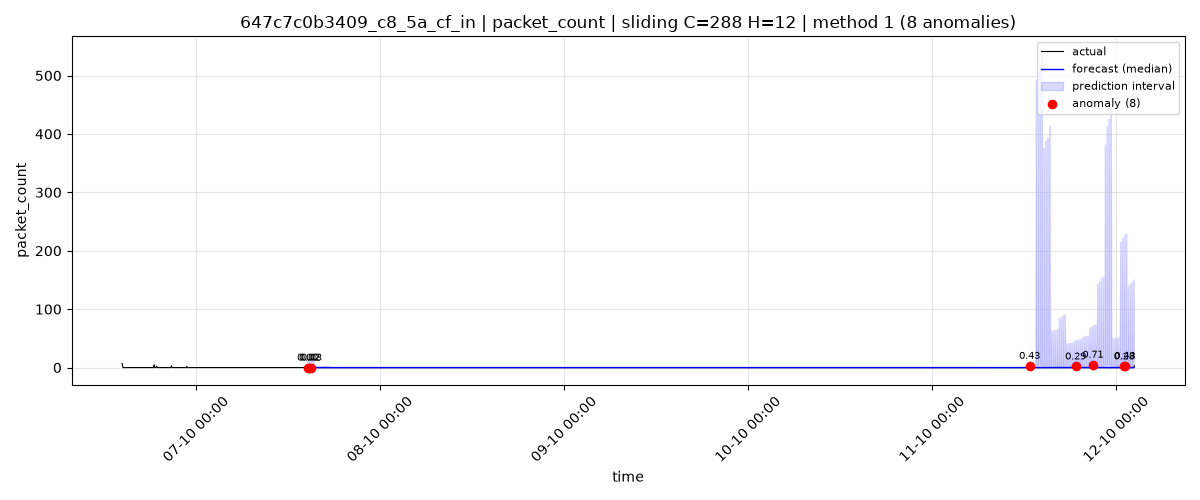 647c7c0b3409_c8_5a_cf_in | packet_count | sliding C=288 H=12 | method 1 (8 anomalies)
actual
forecast (median)
prediction interval
anomaly (8)
packet_count
500
400
300
200
100
0
0.43
0.29
0.71
07-10 00:00
08-10 00:00
09-10 00:00
10-10 00:00
11-10 00:00
12-10 00:00
time